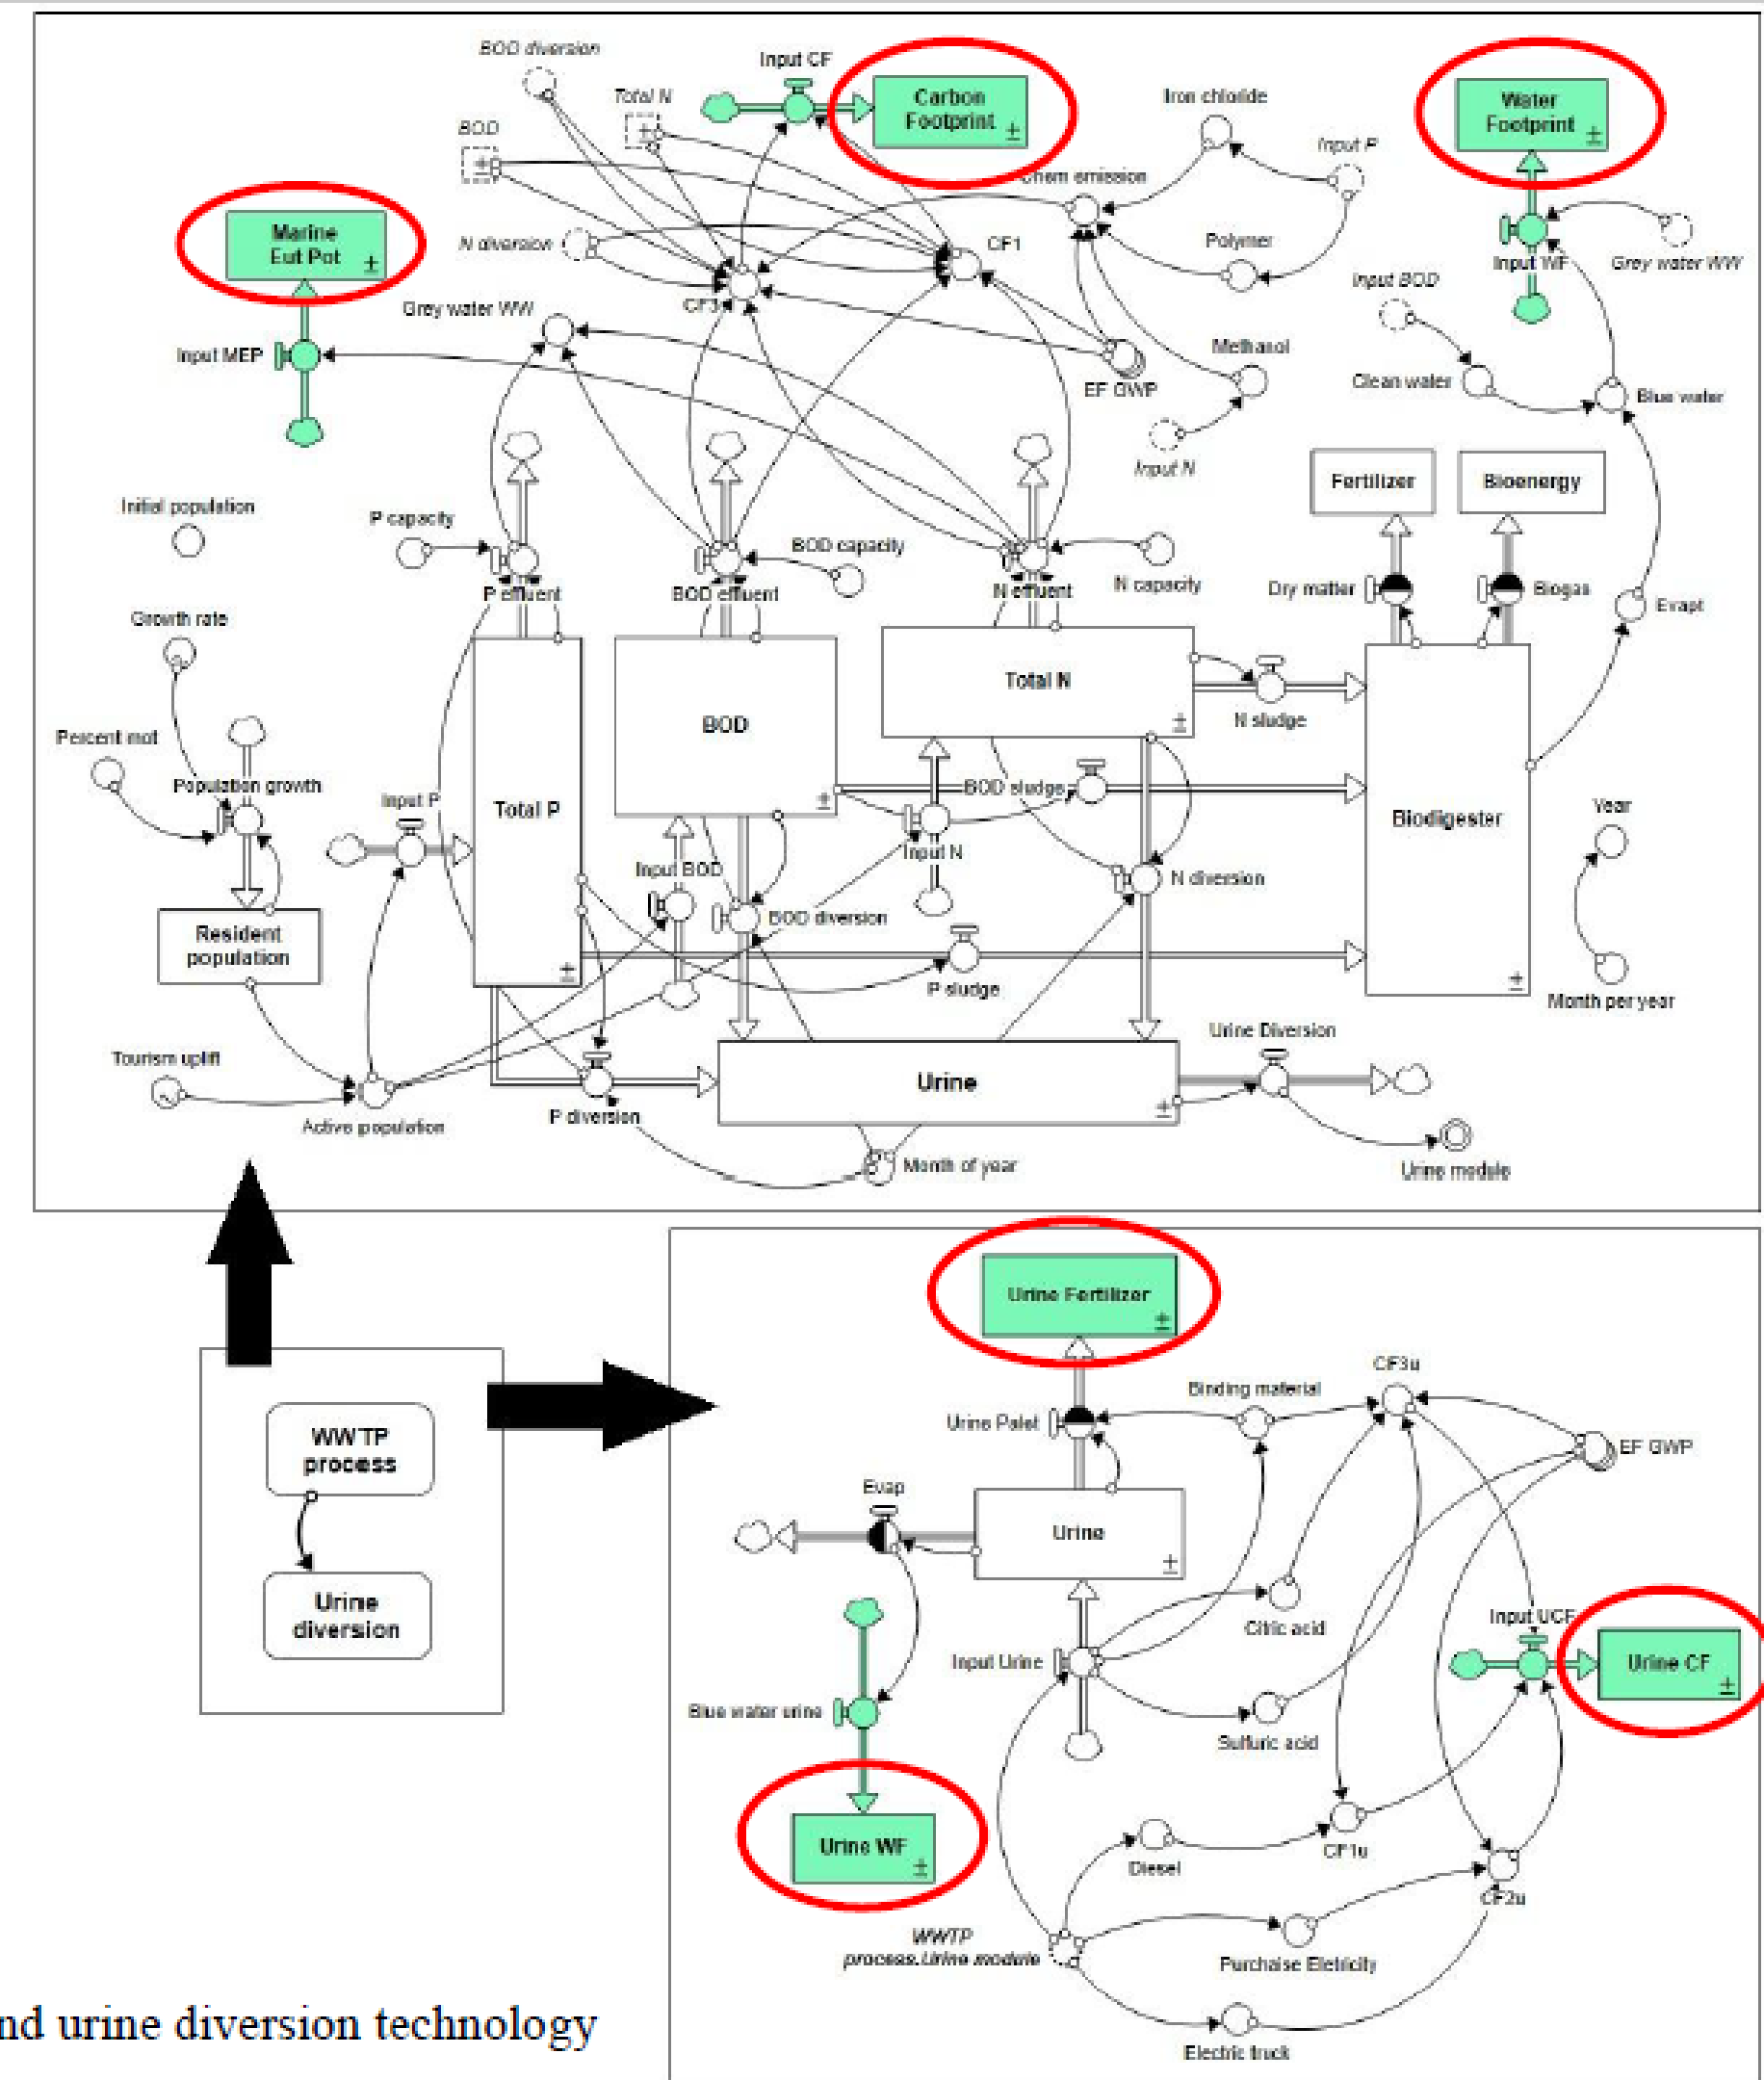 BOD diversion
Input CF
Total N
Carbon
Footprint
Iron chloride
Water
Footprint
BOD
Input P
Chem emission
Marine
Eut Pot
N diversion
CF1
Polymer
Input WF
Grey water WW
Input BOD
CF3
Grey water WW
Input MEP
Methanol
EF GWP
Clean water
Blue water
Input N
Fertilizer
Bioenergy
Initial population
P capacity
BOD capacity
N capacity
P effluent
BOD effluent
N effluent
Dry matter
Biogas
Evapt
Growth rate
Total N
N sludge
BOD
Percent mot
Population growth
Input P
Total P
BOD sludge
Biodigester
Year
Input N
Input BOD
N diversion
BOD diversion
Resident
population
P sludge
Month per year
Urine Diversion
Tourism uplift
Urine
Active population
P diversion
Month of year
Urine module
Urine Fertilizer
CF3u
Binding material
Urine Palet
EF GWP
WWTP
process
Evap
Urine
Urine
diversion
Citric acid
Input UCF
Input Urine
Urine CF
Blue water urine
Sulfuric acid
Urine WF
Diesel
CF1u
CF2u
WWTP
process.Urine module
Purchaise Eletricity
nd urine diversion technology
Electric truck